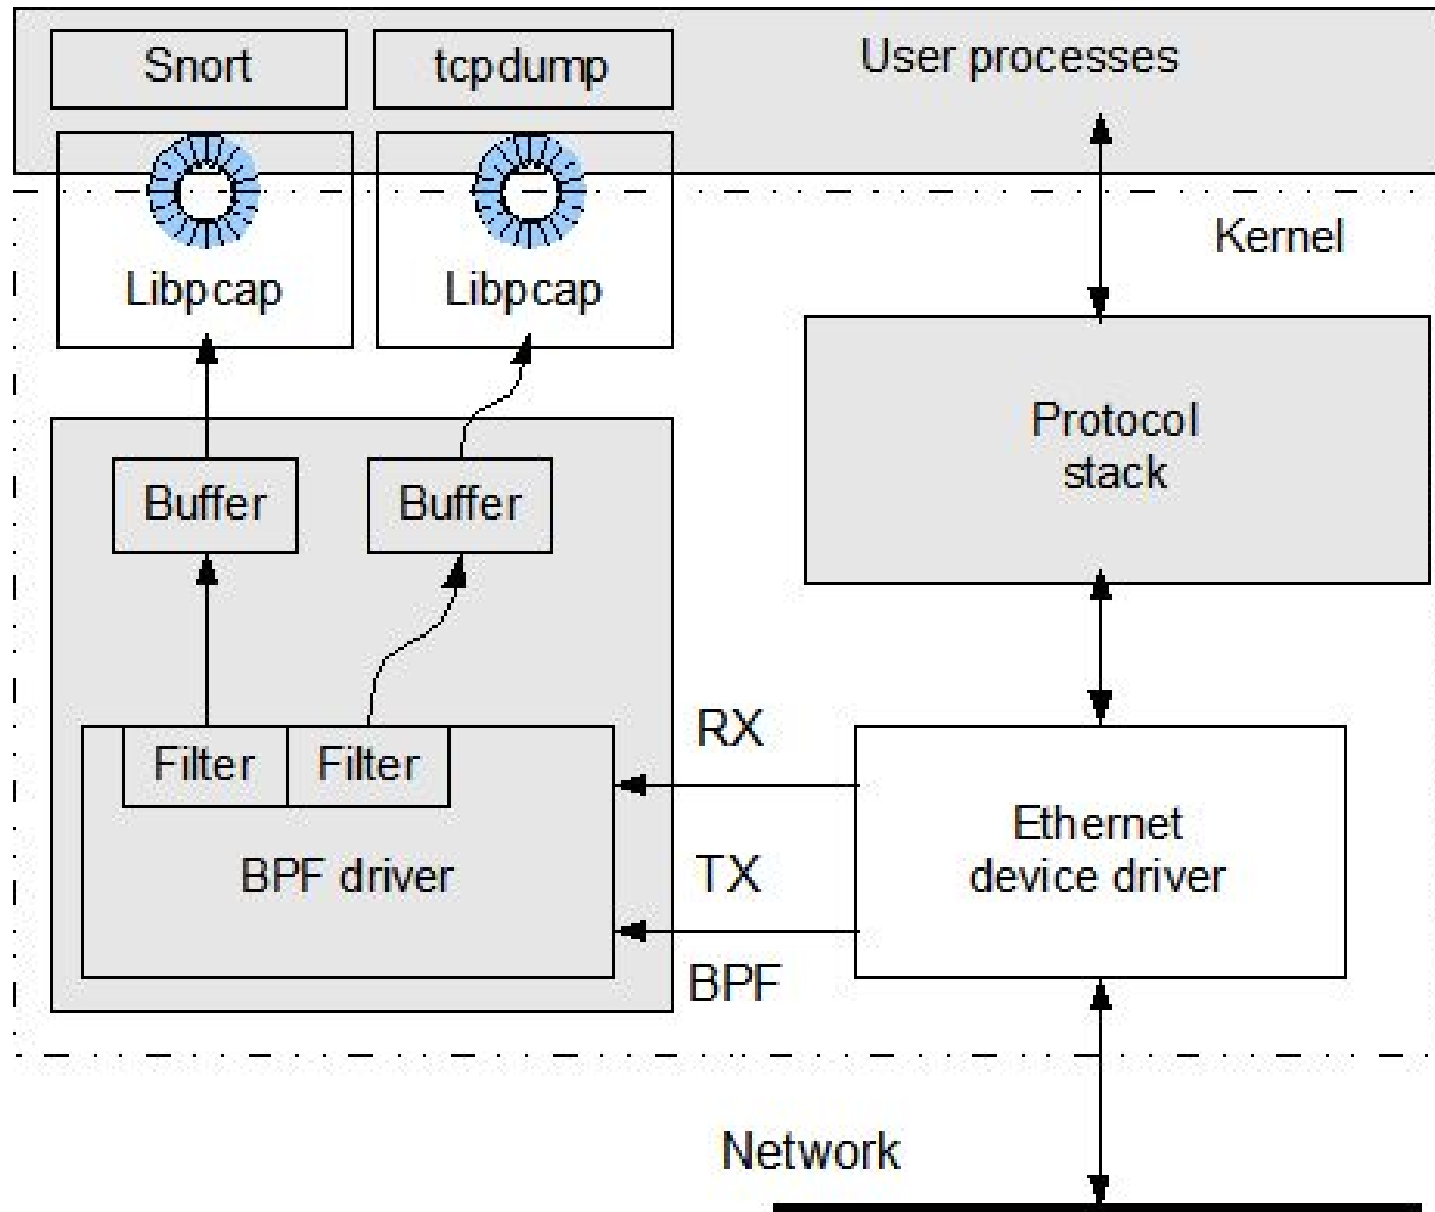 Snort
tcpdump
User processes
Kernel
Libpcap
Libpcap
Protocol
stack
Buffer
Buffer
RX
Filter
Filter
Ethernet
device driver
BPF driver
TX
BPF
Network